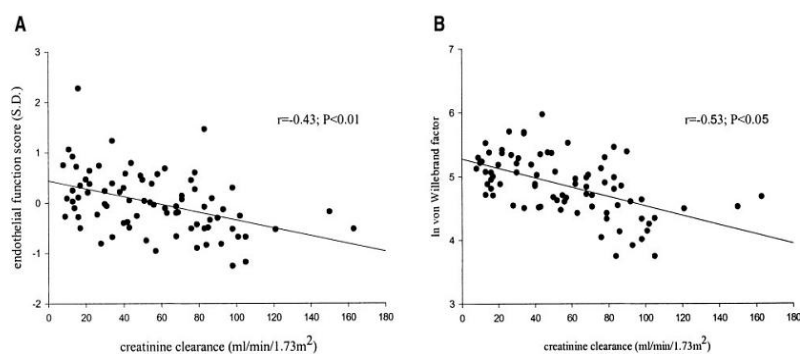 A
3
2
1
0
-1
-2
endothelial function score (S.D.)
r=-0.43; P<0.01
0 20 40 60 80 100 120 140 160 180
creatinine clearance (ml/min/1.73m²)
B
7
6
5
4
3
ln von Willebrand factor
r=-0.53; P<0.05
0 20 40 60 80 100 120 140 160 180
creatinine clearance (ml/min/1.73m²)